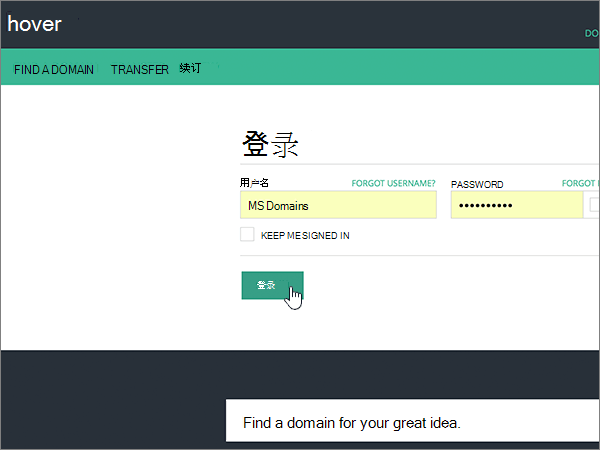 hover
DO
FIND A DOMAIN TRANSFER 续订
登录
用户名 FORGOT USERNAME? PASSWORD FORGOT
MS Domains ••••••••••
KEEP ME SIGNED IN
登录
Find a domain for your great idea.